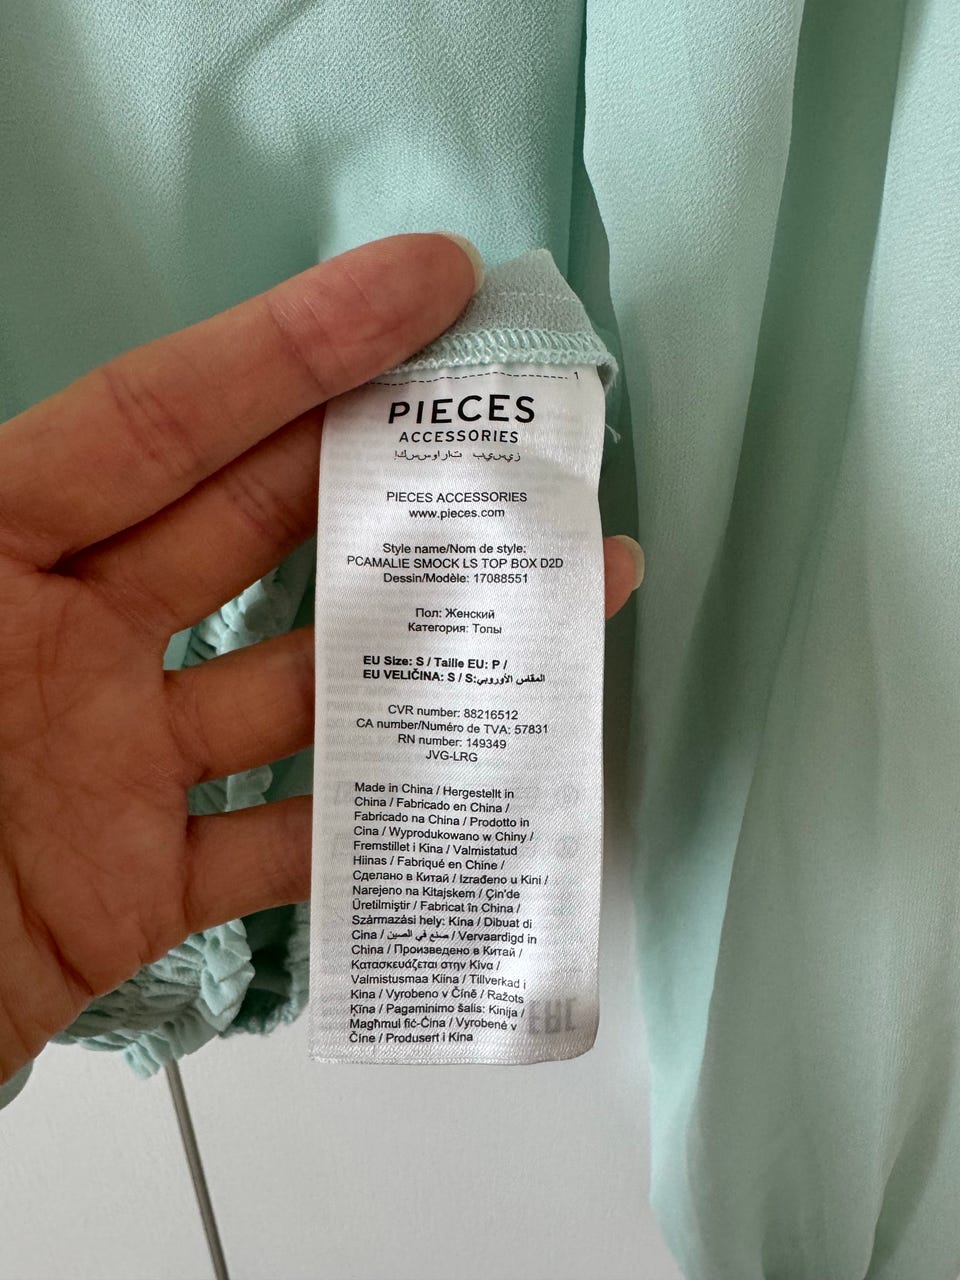 1
PIECES
ACCESSORIES
PIECES ACCESSORIES
www.pieces.com
Style name/Nom de style:
PCAMALIE SMOCK LS TOP BOX D2D
Dessin/Modèle: 17088551
Пол: Женский
Категория: Топы
EU Size: S / Taille EU: P /
EU VELIČINA: S / S:المقاس الأوروبي
CVR number: 88216512
CA number/Numéro de TVA: 57831
RN number: 149349
JVG-LRG
Made in China / Hergestellt in
China / Fabricado en China /
Fabricado na China / Prodotto in
Cina / Wyprodukowano w Chiny /
Fremstillet i Kina / Valmistatud
Hiinas / Fabriqué en Chine /
Сделано в Китай / Izrađeno u Kini /
Narejeno na Kitajskem / Çin'de
Üretilmiştir / Fabricat în China /
Származási hely: Kina / Dibuat di
Cina / صنع في الصين / Vervaardigd in
China / Произведено в Китай /
Κατασκευάζεται στην Κίνα /
Valmistusmaa Kiina / Tillverkad i
Kina / Vyrobeno v Číně / Ražots
Ķīna / Pagaminimo šalis: Kinija /
Magħmul fiċ-Ċina / Vyrobené v
Číne / Produsert i Kina